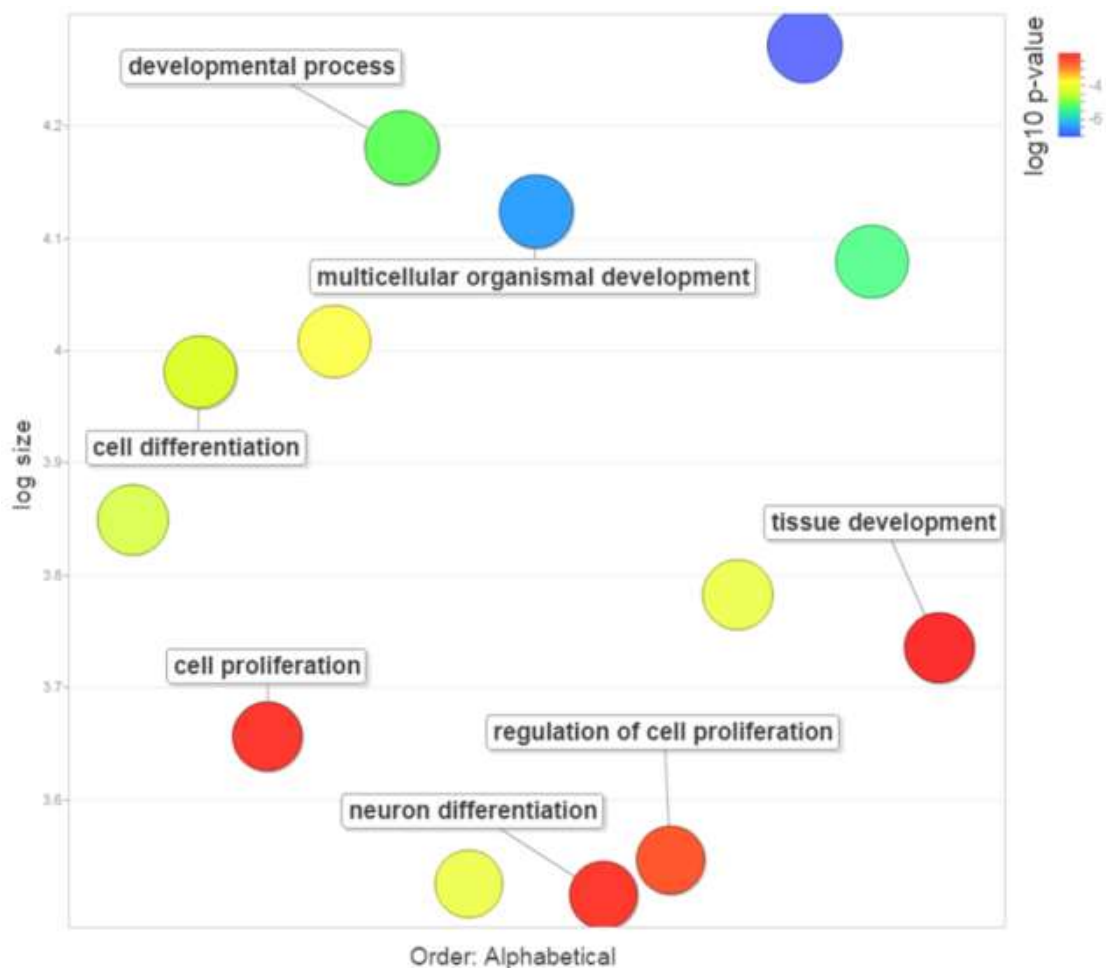 developmental process
log10 p-value
-4
-6
4.2
4.1
multicellular organismal development
4
cell differentiation
3.9
log size
tissue development
3.8
cell proliferation
3.7
regulation of cell proliferation
neuron differentiation
3.6
Order: Alphabetical